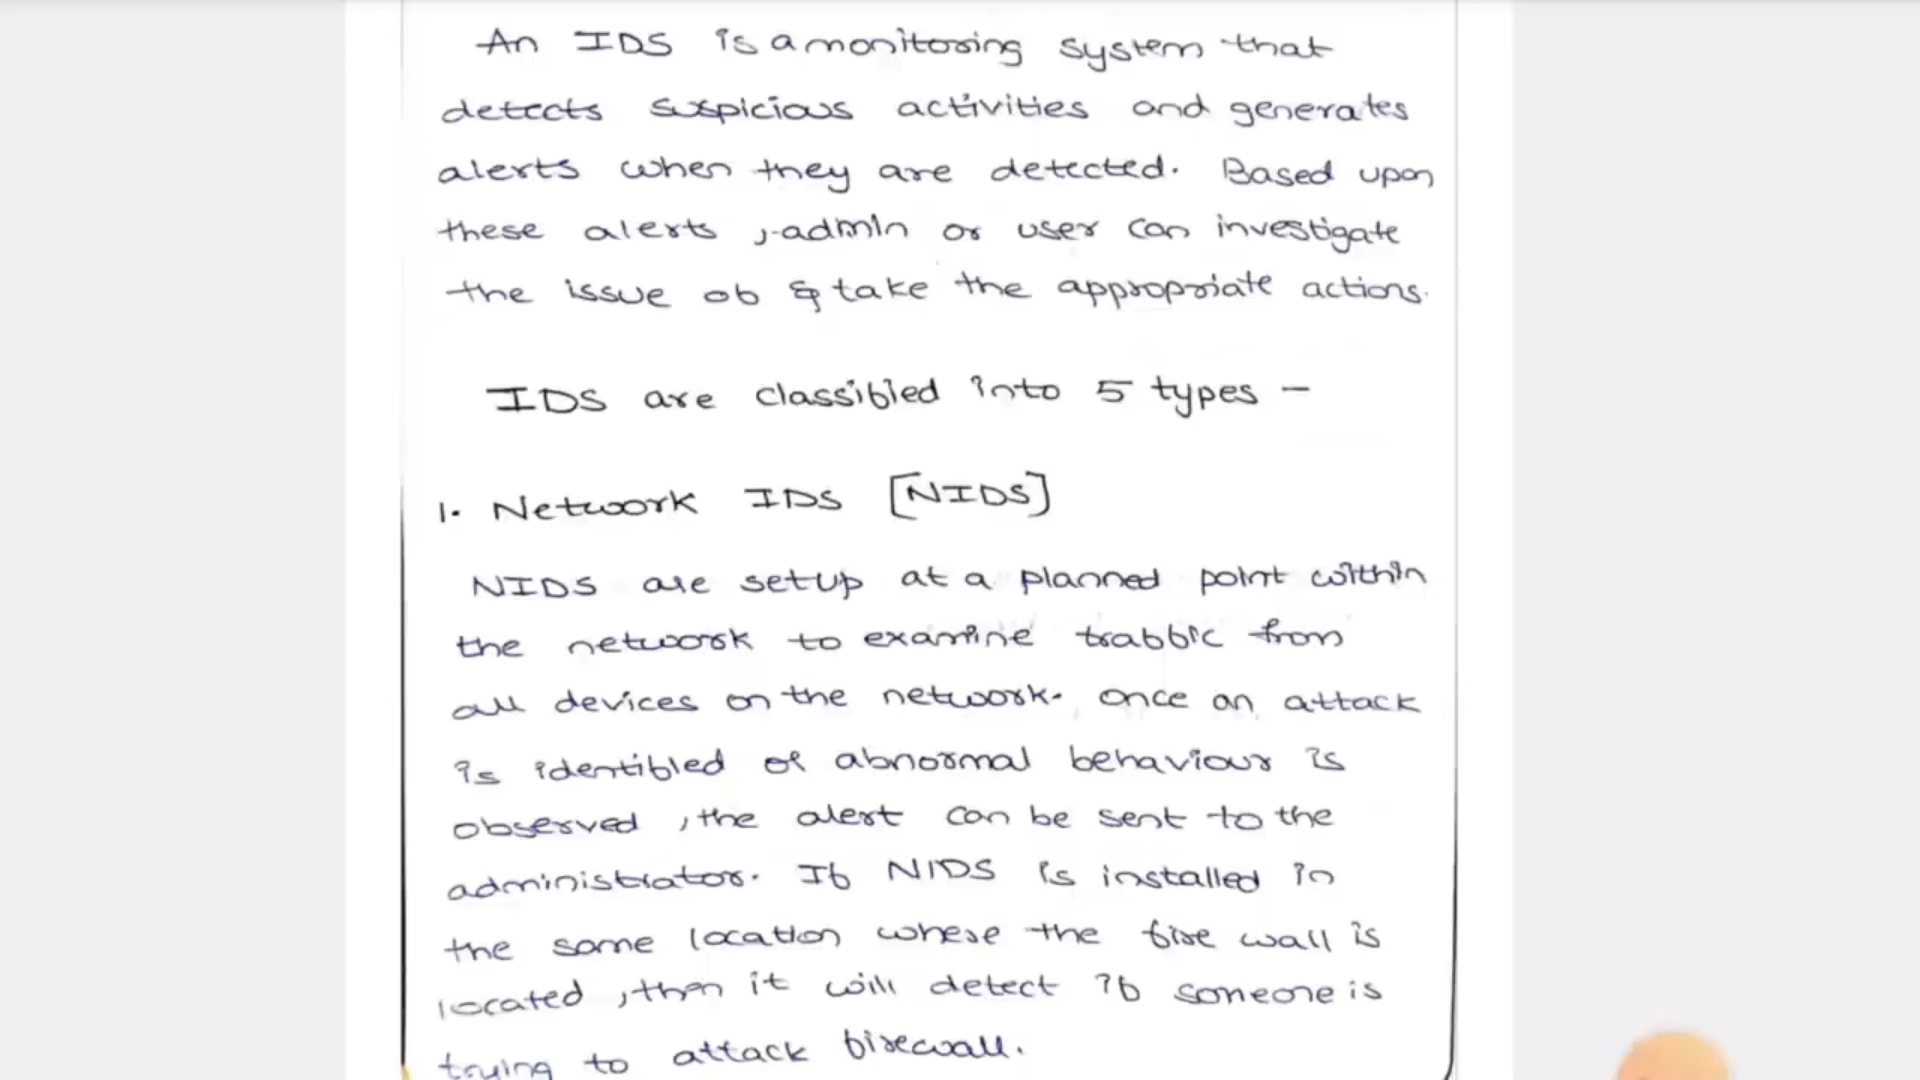 An IDS is a monitoring system that
detects suspicious activities and generates
alerts when they are detected. Based upon
these alerts, admin or user can investigate
the issue of & take the appropriate actions.
IDS are classified into 5 types -
1. Network IDS [NIDS]
NIDS are setup at a planned point within
the network to examine traffic from
all devices on the network. once an attack
is identified or abnormal behaviour is
observed, the alert can be sent to the
administrator. If NIDS is installed in
the same location where the fire wall is
located, then it will detect if someone is
trying to attack firewall.